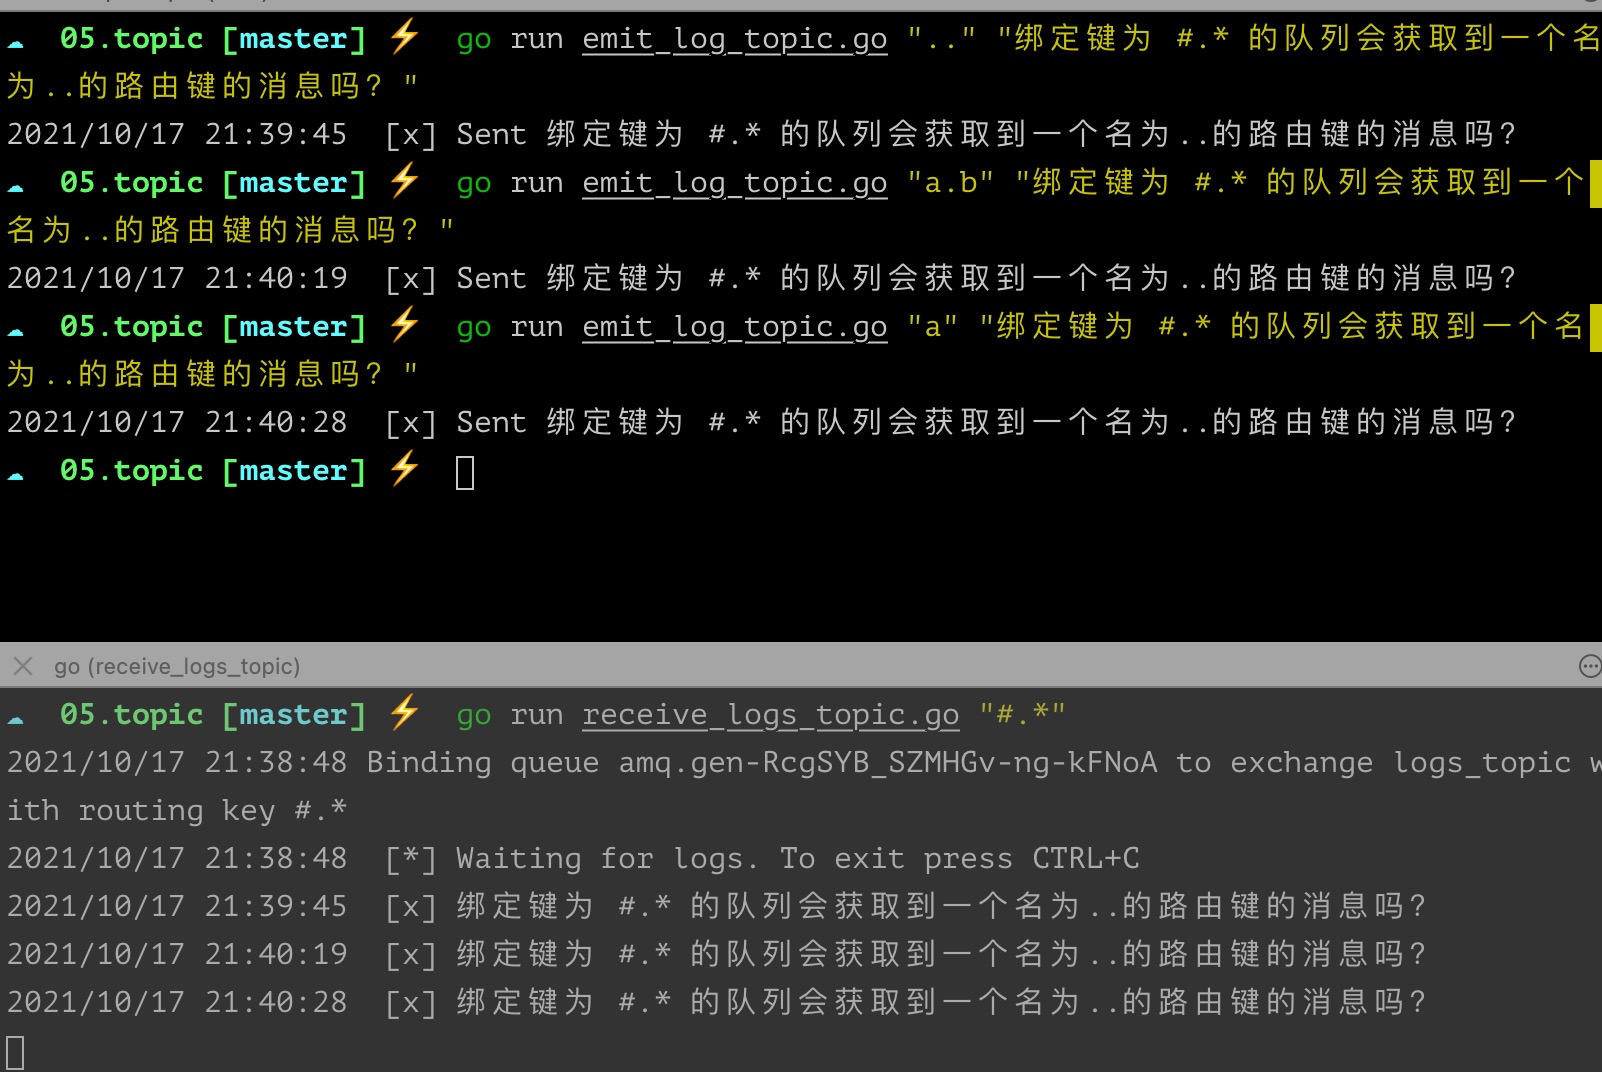 05.topic [master] ⚡ go run emit_log_topic.go ".." "绑定键为 #.* 的队列会获取到一个名
为..的路由键的消息吗? "
2021/10/17 21:39:45 [x] Sent 绑定键为 #.* 的队列会获取到一个名为..的路由键的消息吗?
05.topic [master] ⚡ go run emit_log_topic.go "a.b" "绑定键为 #.* 的队列会获取到一个
名为..的路由键的消息吗? "
2021/10/17 21:40:19 [x] Sent 绑定键为 #.* 的队列会获取到一个名为..的路由键的消息吗?
05.topic [master] ⚡ go run emit_log_topic.go "a" "绑定键为 #.* 的队列会获取到一个名
为..的路由键的消息吗? "
2021/10/17 21:40:28 [x] Sent 绑定键为 #.* 的队列会获取到一个名为..的路由键的消息吗?
05.topic [master] ⚡
go (receive_logs_topic)
05.topic [master] ⚡ go run receive_logs_topic.go "#.*"
2021/10/17 21:38:48 Binding queue amq.gen-RcgSYB_SZMHGv-ng-kFNoA to exchange logs_topic w
ith routing key #.*
2021/10/17 21:38:48 [*] Waiting for logs. To exit press CTRL+C
2021/10/17 21:39:45 [x] 绑定键为 #.* 的队列会获取到一个名为..的路由键的消息吗?
2021/10/17 21:40:19 [x] 绑定键为 #.* 的队列会获取到一个名为..的路由键的消息吗?
2021/10/17 21:40:28 [x] 绑定键为 #.* 的队列会获取到一个名为..的路由键的消息吗?